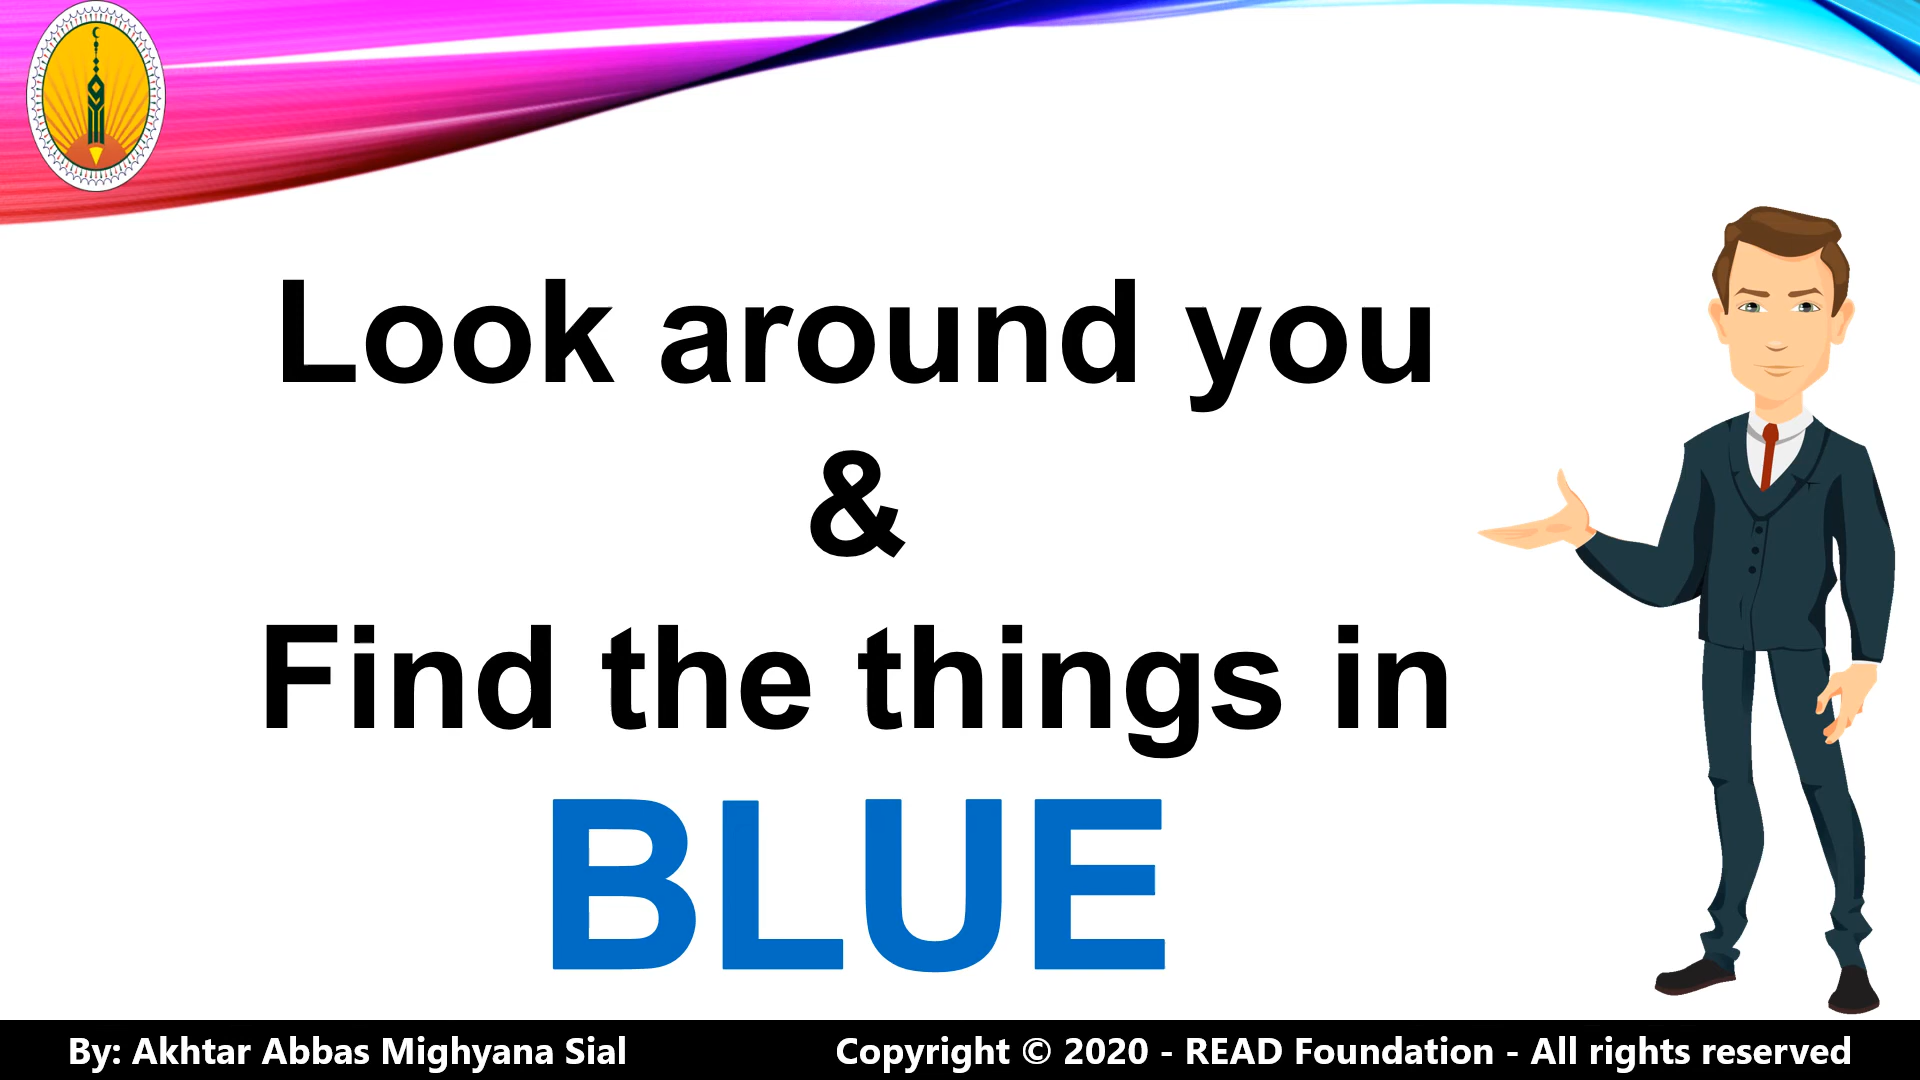 Look around you
&
Find the things in
BLUE
By: Akhtar Abbas Mighyana Sial
Copyright © 2020 - READ Foundation - All rights reserved